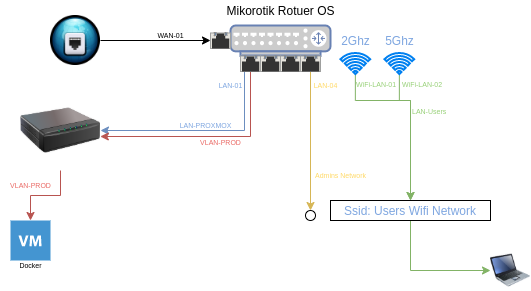 Mikorotik Rotuer OS
WAN-01
2Ghz
5Ghz
LAN-01
LAN-04
WIFI-LAN-01
WIFI-LAN-02
LAN-Users
LAN-PROXMOX
VLAN-PROD
Admins Network
VLAN-PROD
Ssid: Users Wifi Network
VM
Docker